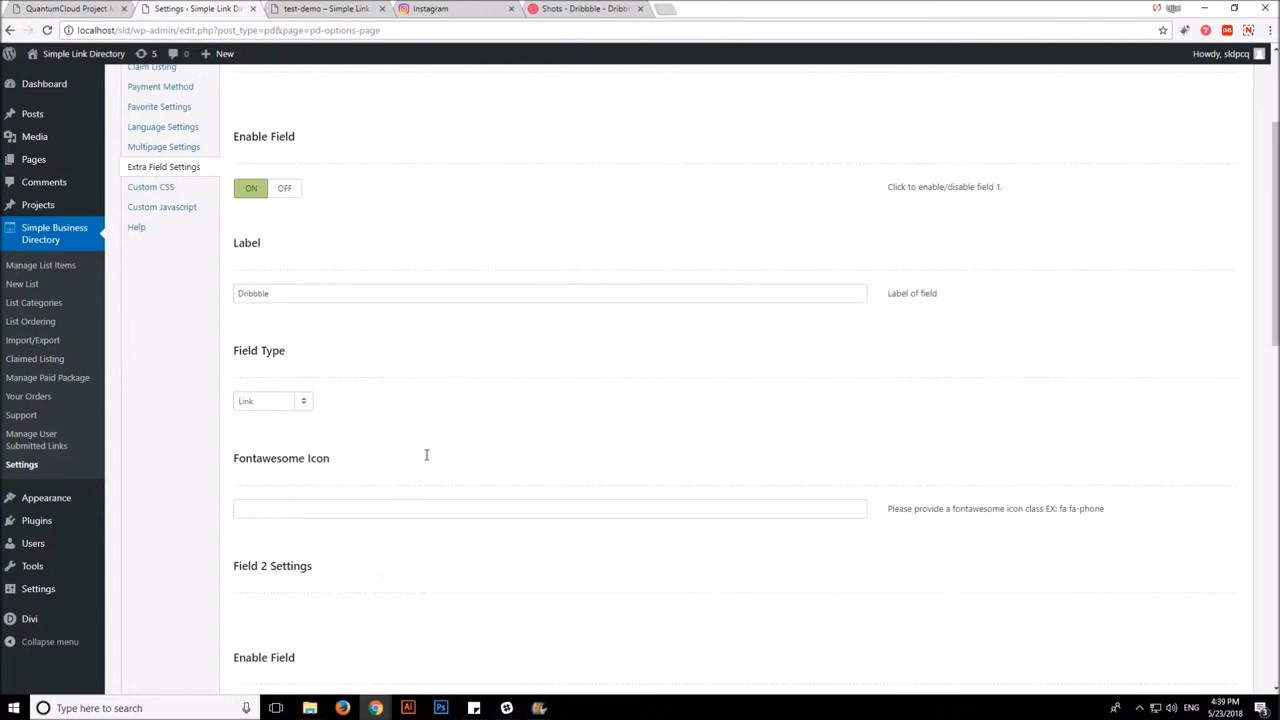 QuantumCloud Project M
Settings ‹ Simple Link Di
test-demo – Simple Link
Instagram
Shots - Dribbble - Dribb
localhost/sld/wp-admin/edit.php?post_type=pd&page=pd-options-page
Simple Link Directory
5
0
New
Howdy, sldpcq
Dashboard
Posts
Media
Pages
Comments
Projects
Simple Business
Directory
Manage List Items
New List
List Categories
List Ordering
Import/Export
Claimed Listing
Manage Paid Package
Your Orders
Support
Manage User
Submitted Links
Settings
Appearance
Plugins
Users
Tools
Settings
Divi
Collapse menu
Claim Listing
Payment Method
Favorite Settings
Language Settings
Multipage Settings
Extra Field Settings
Custom CSS
Custom Javascript
Help
Enable Field
ON OFF
Click to enable/disable field 1.
Label
Dribbble
Label of field
Field Type
Link
Fontawesome Icon
Please provide a fontawesome icon class EX: fa fa-phone
Field 2 Settings
Enable Field
Type here to search
ENG
4:39 PM
5/23/2018